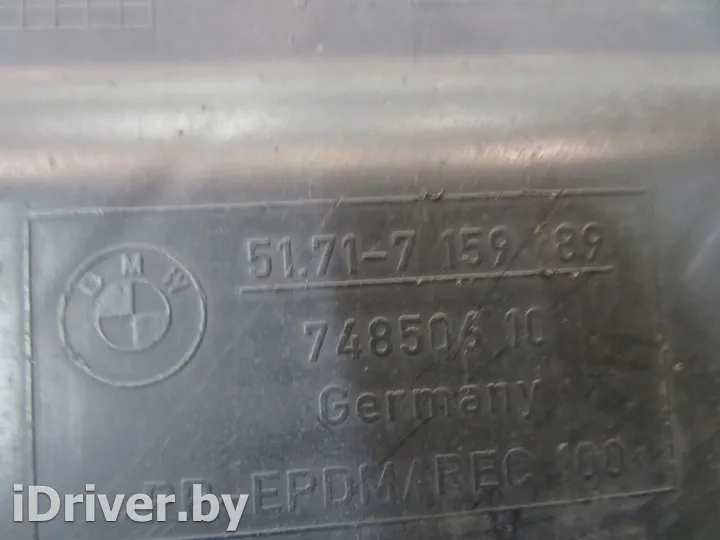 BMW
51.71-7 159 189
748506 10
Germany
EPDM/REC 100
iDriver.by